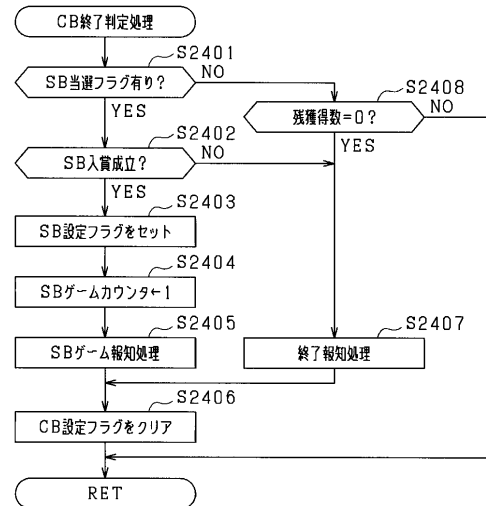 CB終了判定処理
S2401
SB当選フラグ有り?
NO
YES
S2408
残獲得数=0?
NO
YES
S2402
SB入賞成立?
NO
YES
S2403
SB設定フラグをセット
S2404
SBゲームカウンタ←1
S2405
SBゲーム報知処理
S2407
終了報知処理
S2406
CB設定フラグをクリア
RET